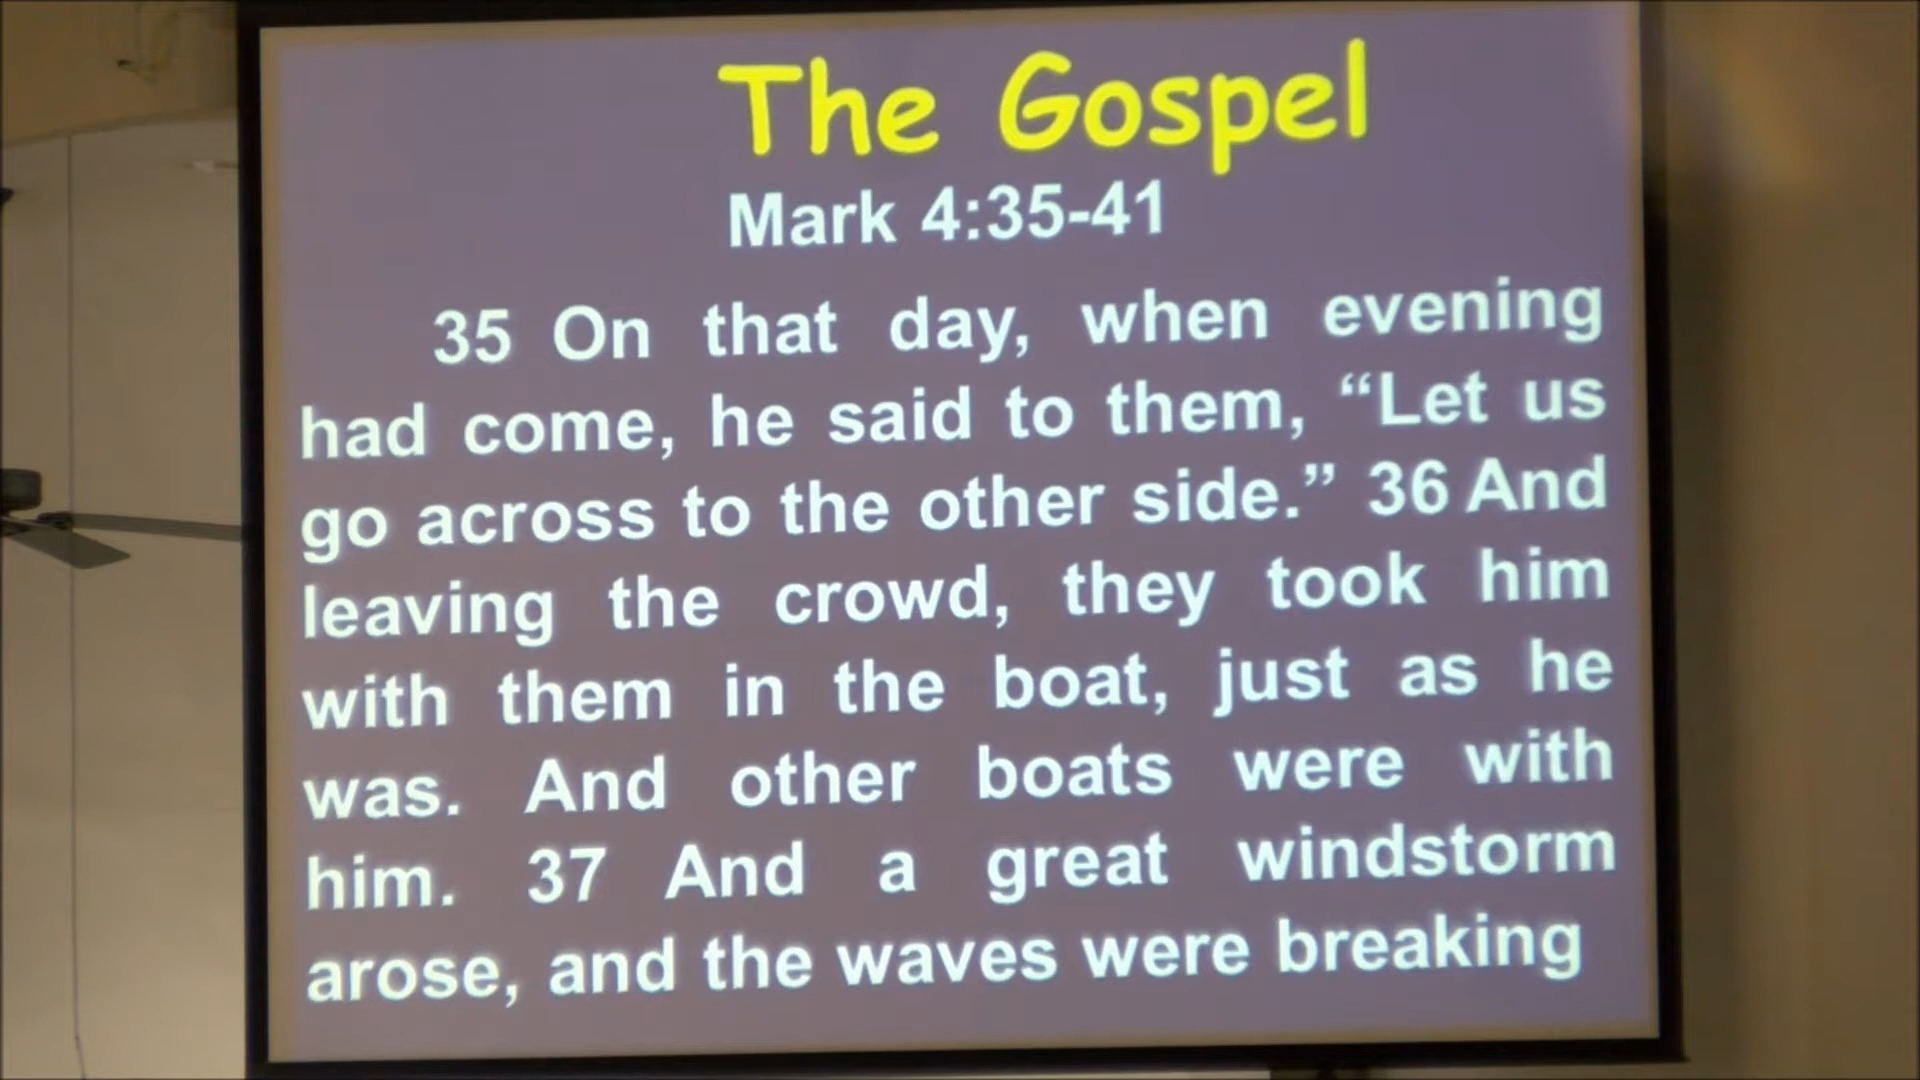 The Gospel
Mark 4:35-41
35 On that day, when evening
had come, he said to them, “Let us
go across to the other side.” 36 And
leaving the crowd, they took him
with them in the boat, just as he
was. And other boats were with
him. 37 And a great windstorm
arose, and the waves were breaking